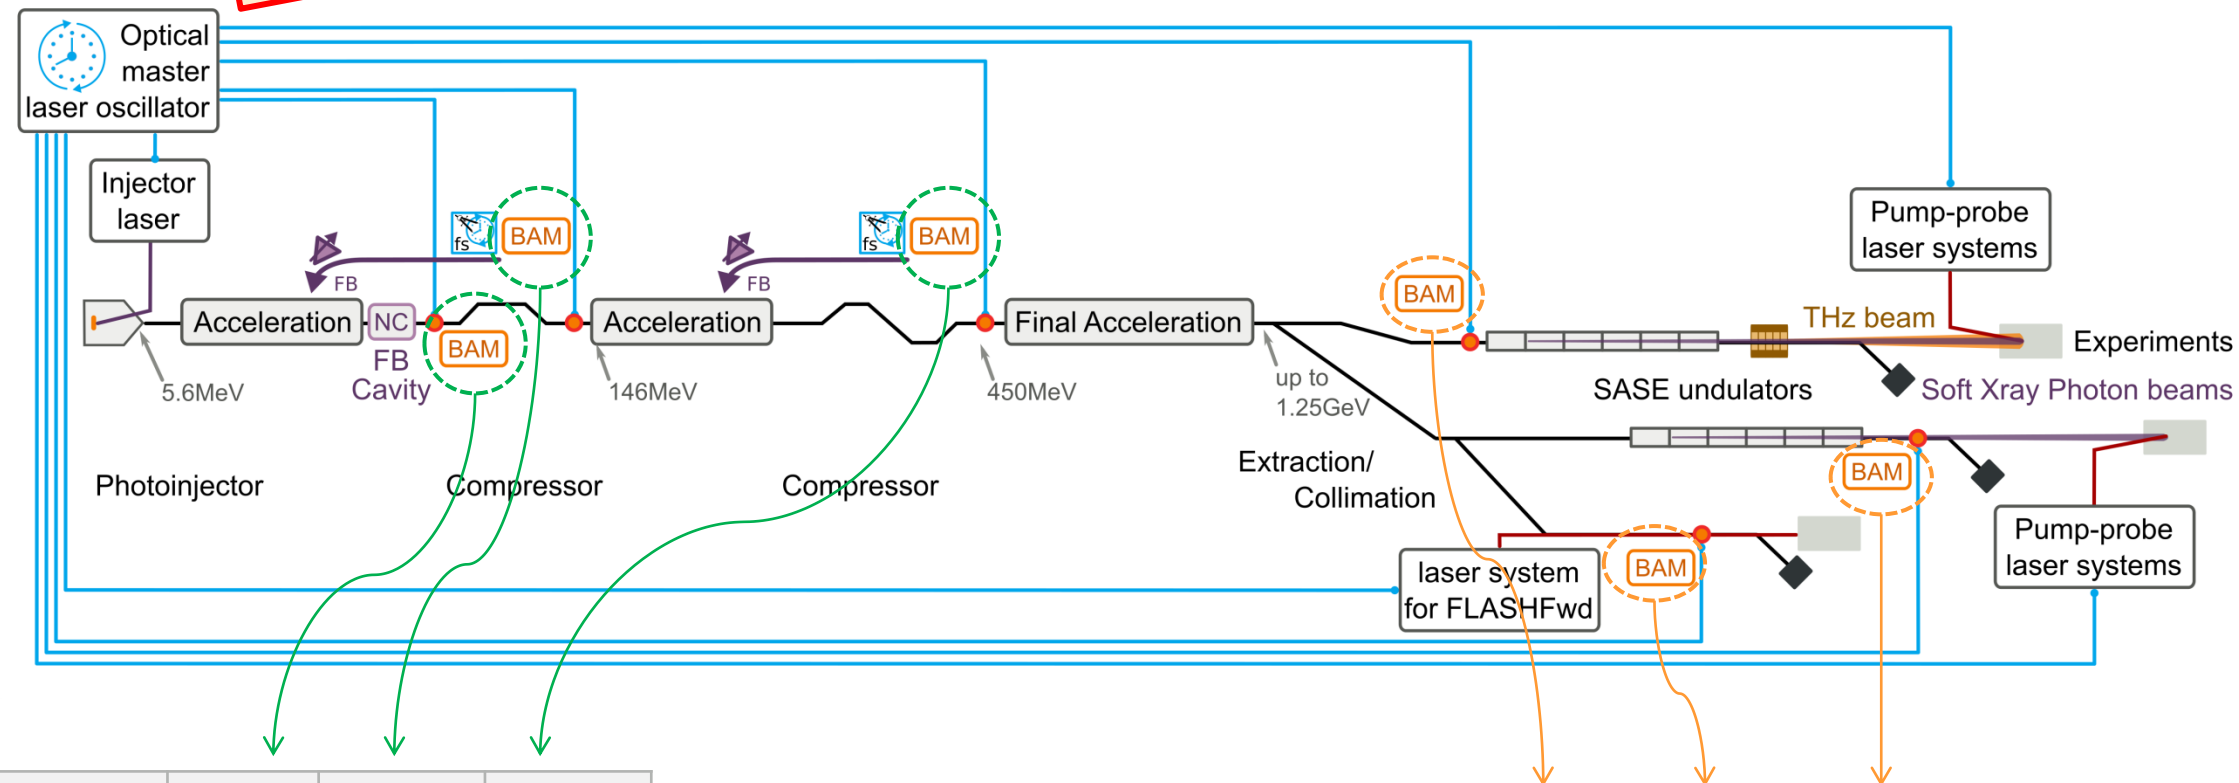 Optical
master
laser oscillator
Injector
laser
fs
BAM
fs
BAM
FB
FB
BAM
Pump-probe
laser systems
Acceleration
NC
FB
Cavity
BAM
Acceleration
Final Acceleration
THz beam
Experiments
5.6MeV
146MeV
450MeV
up to
1.25GeV
SASE undulators
Soft Xray Photon beams
Photoinjector
Compressor
Compressor
Extraction/
Collimation
BAM
BAM
laser system
for FLASHFwd
Pump-probe
laser systems